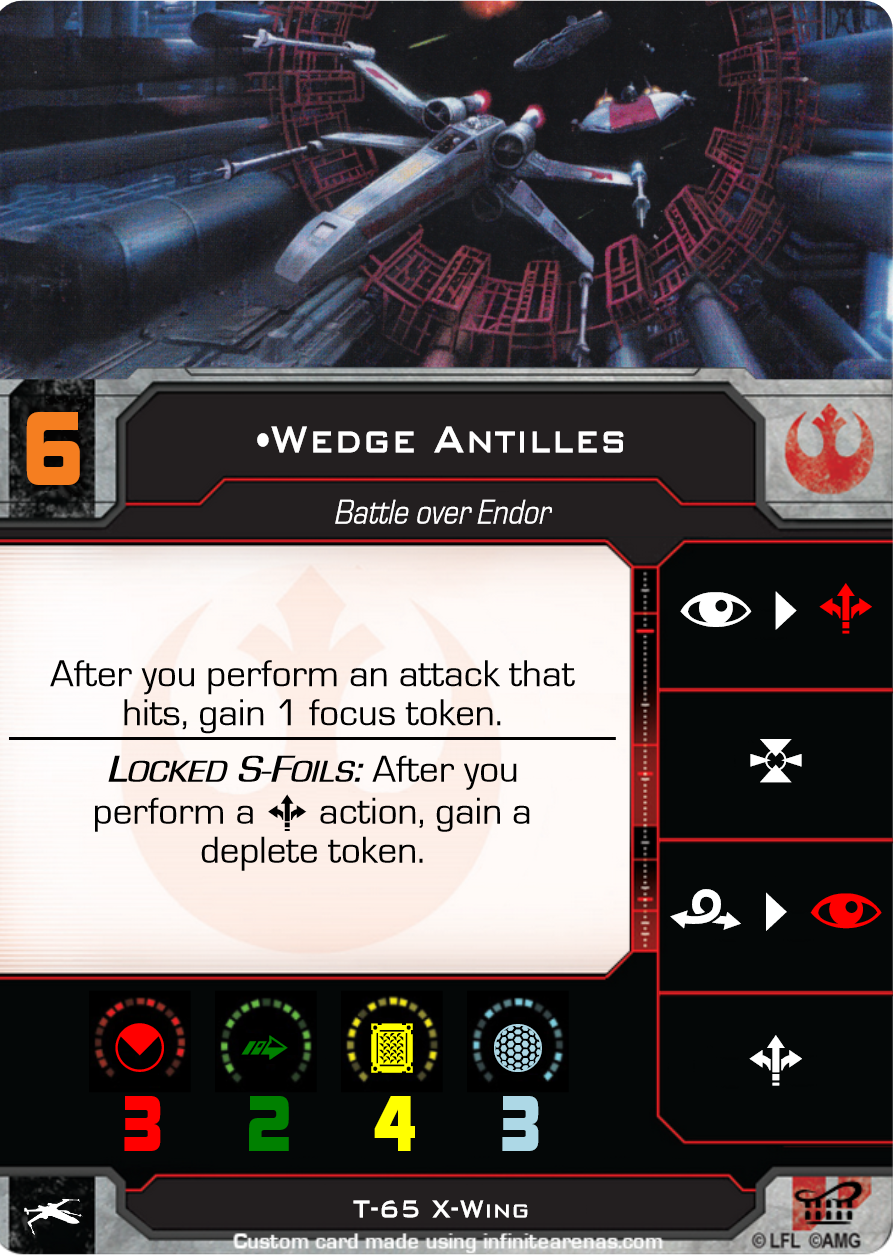 6
•Wedge Antilles
Battle over Endor
After you perform an attack that
hits, gain 1 focus token.
Locked S-Foils: After you
perform a action, gain a
deplete token.
3 2 4 3
T-65 X-Wing
Custom card made using infinitearenas.com
© LFL ©AMG